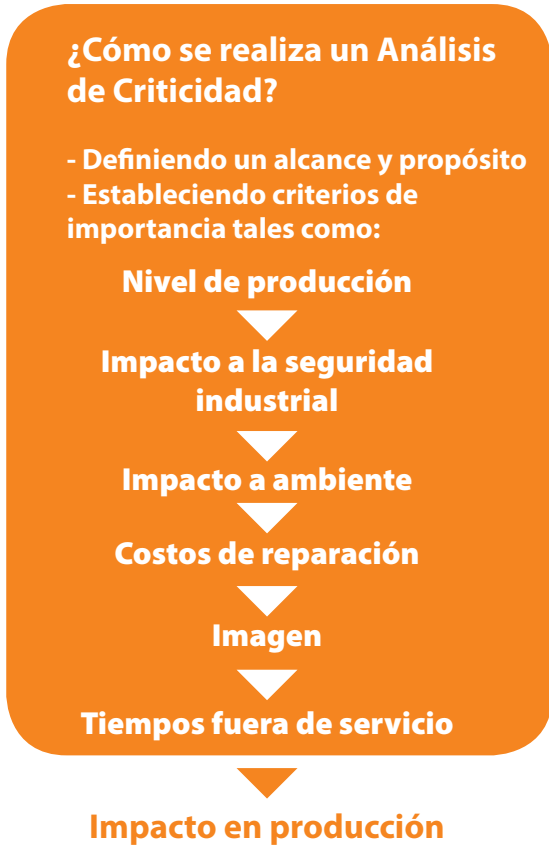 ¿Cómo se realiza un Análisis
de Criticidad?
- Definiendo un alcance y propósito
- Estableciendo criterios de
importancia tales como:
Nivel de producción
Impacto a la seguridad
industrial
Impacto a ambiente
Costos de reparación
Imagen
Tiempos fuera de servicio
Impacto en producción